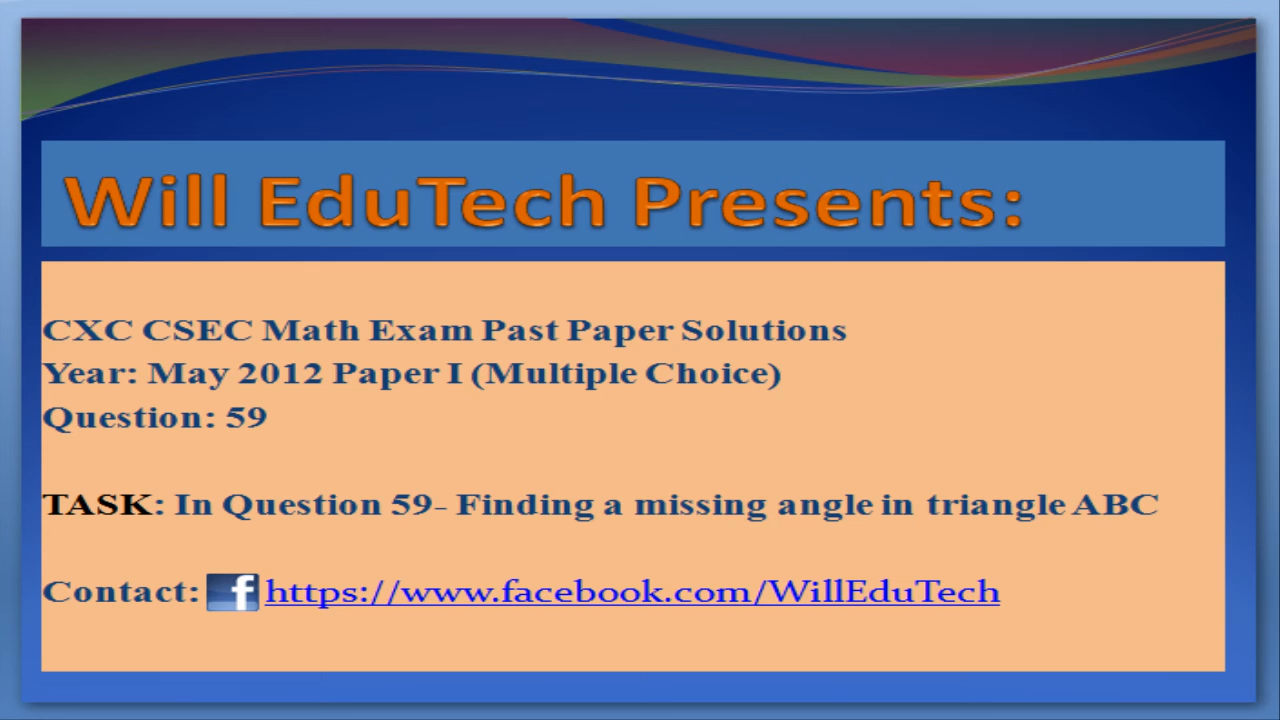 Will EduTech Presents:
CXC CSEC Math Exam Past Paper Solutions
Year: May 2012 Paper I (Multiple Choice)
Question: 59
TASK: In Question 59- Finding a missing angle in triangle ABC
Contact: f https://www.facebook.com/WillEduTech